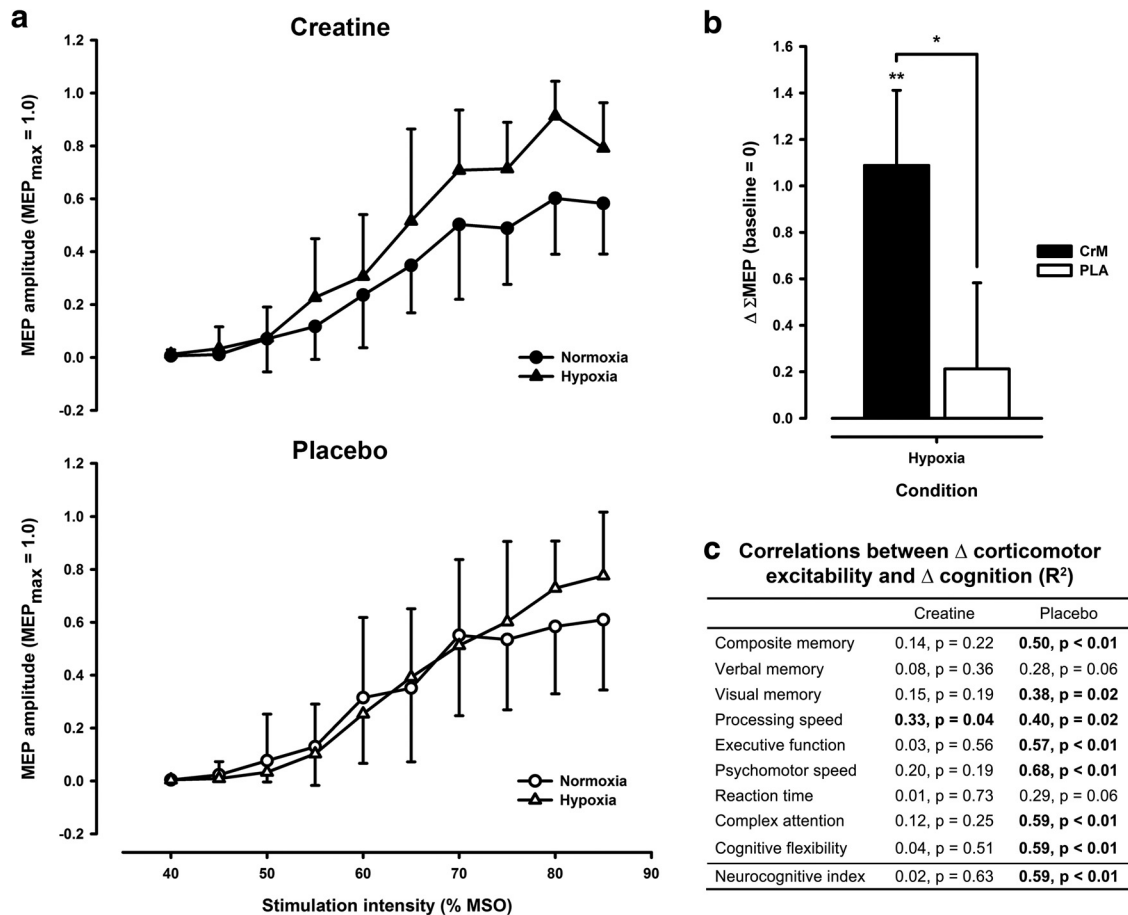 a
Creatine
1.2
1.0
0.8
0.6
0.4
0.2
0.0
-0.2
MEP amplitude (MEPmax = 1.0)
Normoxia
Hypoxia
Placebo
1.2
1.0
0.8
0.6
0.4
0.2
0.0
-0.2
MEP amplitude (MEPmax = 1.0)
Normoxia
Hypoxia
40 50 60 70 80 90
Stimulation intensity (% MSO)
b
1.6
1.4
1.2
1.0
0.8
0.6
0.4
0.2
0.0
Δ ΣMEP (baseline = 0)
*
**
CrM
PLA
Hypoxia
Condition
c Correlations between Δ corticomotor
excitability and Δ cognition (R²)
Creatine Placebo
Composite memory 0.14, p = 0.22 0.50, p < 0.01
Verbal memory 0.08, p = 0.36 0.28, p = 0.06
Visual memory 0.15, p = 0.19 0.38, p = 0.02
Processing speed 0.33, p = 0.04 0.40, p = 0.02
Executive function 0.03, p = 0.56 0.57, p < 0.01
Psychomotor speed 0.20, p = 0.19 0.68, p < 0.01
Reaction time 0.01, p = 0.73 0.29, p = 0.06
Complex attention 0.12, p = 0.25 0.59, p < 0.01
Cognitive flexibility 0.04, p = 0.51 0.59, p < 0.01
Neurocognitive index 0.02, p = 0.63 0.59, p < 0.01